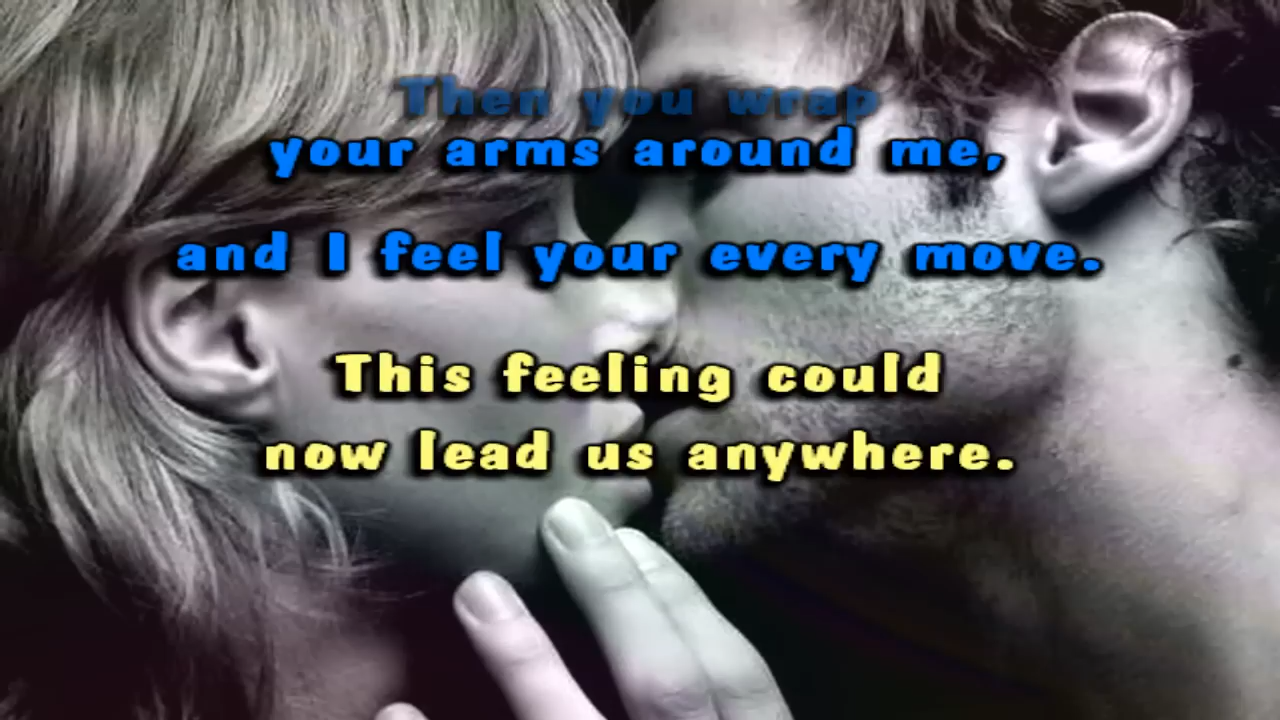 Then you wrap
your arms around me,
and I feel your every move.
This feeling could
now lead us anywhere.